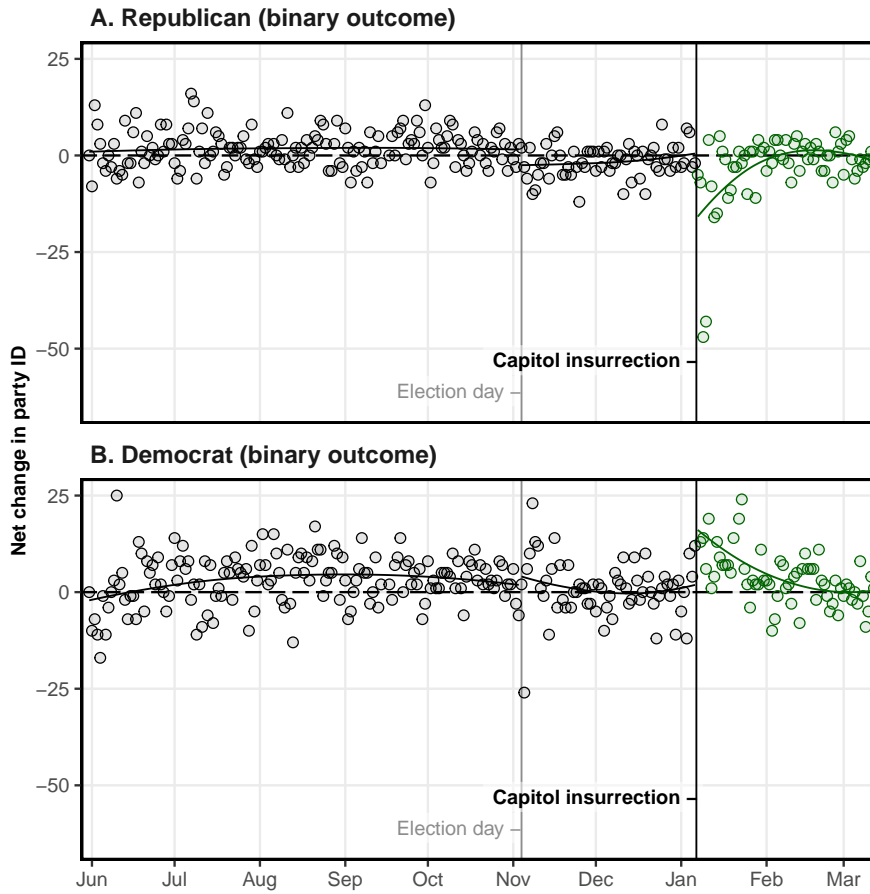 A. Republican (binary outcome)
25
0
−25
−50
Capitol insurrection
Election day
Net change in party ID
B. Democrat (binary outcome)
25
0
−25
−50
Capitol insurrection
Election day
Jun Jul Aug Sep Oct Nov Dec Jan Feb Mar